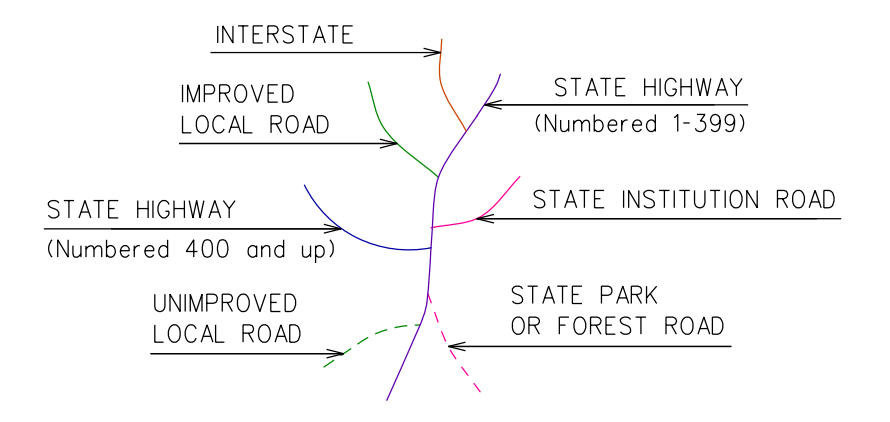 INTERSTATE
STATE HIGHWAY
(Numbered 1-399)
IMPROVED
LOCAL ROAD
STATE INSTITUTION ROAD
STATE HIGHWAY
(Numbered 400 and up)
UNIMPROVED
LOCAL ROAD
STATE PARK
OR FOREST ROAD